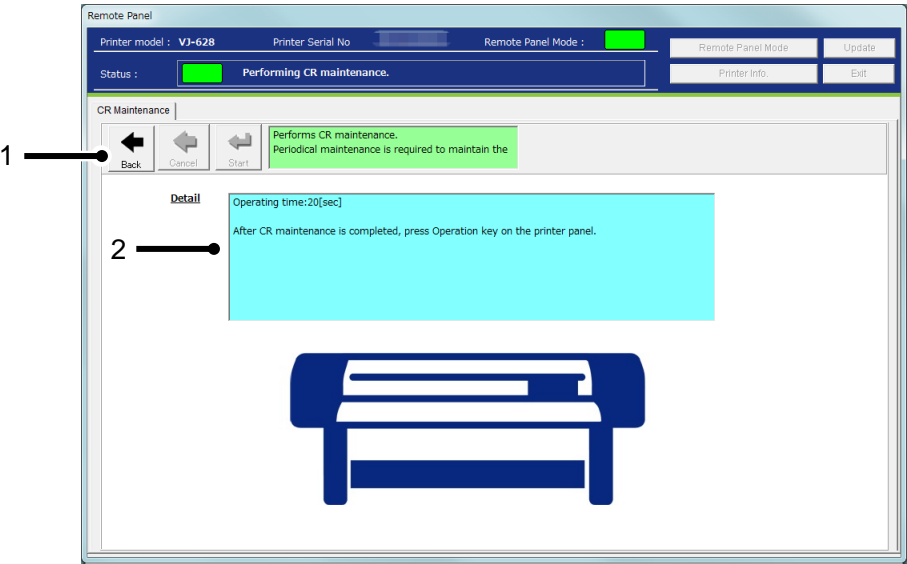 Remote Panel
Printer model : VJ-628 Printer Serial No Remote Panel Mode :
Remote Panel Mode Update
Status : Performing CR maintenance.
Printer Info. Exit
CR Maintenance
1
Back Cancel Start
Performs CR maintenance.
Periodical maintenance is required to maintain the
Detail
Operating time:20[sec]
After CR maintenance is completed, press Operation key on the printer panel.
2